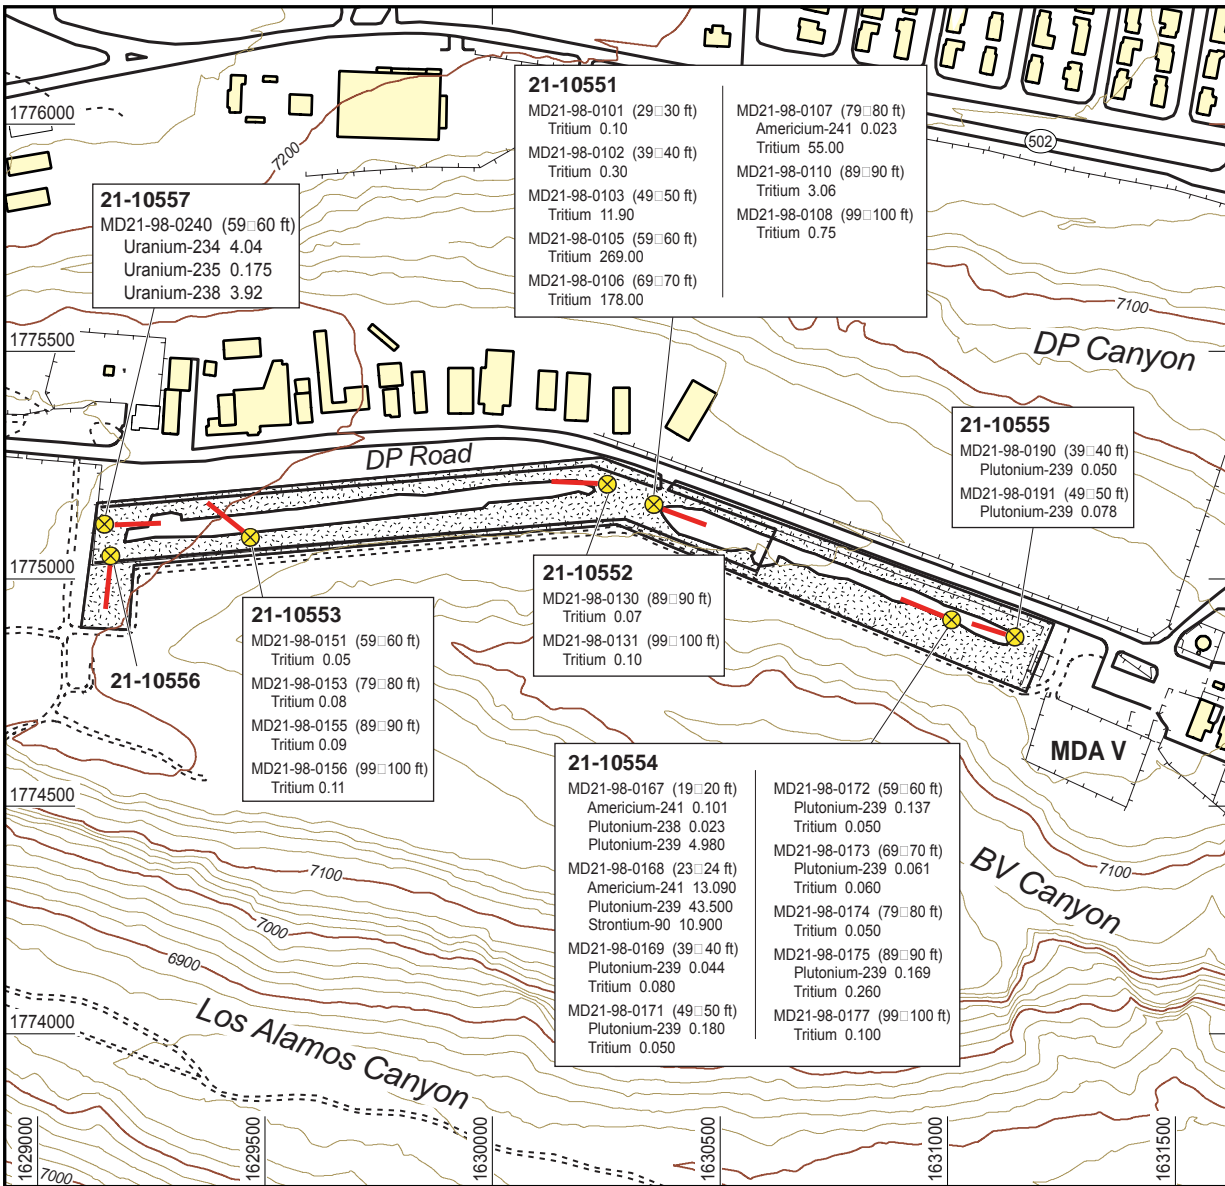 1776000
7200
502
21-10551
MD21-98-0101 (29□30 ft)
Tritium 0.10
MD21-98-0102 (39□40 ft)
Tritium 0.30
MD21-98-0103 (49□50 ft)
Tritium 11.90
MD21-98-0105 (59□60 ft)
Tritium 269.00
MD21-98-0106 (69□70 ft)
Tritium 178.00
MD21-98-0107 (79□80 ft)
Americium-241 0.023
Tritium 55.00
MD21-98-0110 (89□90 ft)
Tritium 3.06
MD21-98-0108 (99□100 ft)
Tritium 0.75
21-10557
MD21-98-0240 (59□60 ft)
Uranium-234 4.04
Uranium-235 0.175
Uranium-238 3.92
7100
1775500
DP Canyon
21-10555
MD21-98-0190 (39□40 ft)
Plutonium-239 0.050
MD21-98-0191 (49□50 ft)
Plutonium-239 0.078
DP Road
1775000
21-10552
MD21-98-0130 (89□90 ft)
Tritium 0.07
MD21-98-0131 (99□100 ft)
Tritium 0.10
21-10553
MD21-98-0151 (59□60 ft)
Tritium 0.05
MD21-98-0153 (79□80 ft)
Tritium 0.08
MD21-98-0155 (89□90 ft)
Tritium 0.09
MD21-98-0156 (99□100 ft)
Tritium 0.11
21-10556
MDA V
21-10554
MD21-98-0167 (19□20 ft)
Americium-241 0.101
Plutonium-238 0.023
Plutonium-239 4.980
MD21-98-0168 (23□24 ft)
Americium-241 13.090
Plutonium-239 43.500
Strontium-90 10.900
MD21-98-0169 (39□40 ft)
Plutonium-239 0.044
Tritium 0.080
MD21-98-0171 (49□50 ft)
Plutonium-239 0.180
Tritium 0.050
MD21-98-0172 (59□60 ft)
Plutonium-239 0.137
Tritium 0.050
MD21-98-0173 (69□70 ft)
Plutonium-239 0.061
Tritium 0.060
MD21-98-0174 (79□80 ft)
Tritium 0.050
MD21-98-0175 (89□90 ft)
Plutonium-239 0.169
Tritium 0.260
MD21-98-0177 (99□100 ft)
Tritium 0.100
1774500
7100
7100
BV Canyon
7000
6900
1774000
Los Alamos Canyon
7000
1629000
1629500
1630000
1630500
1631000
1631500